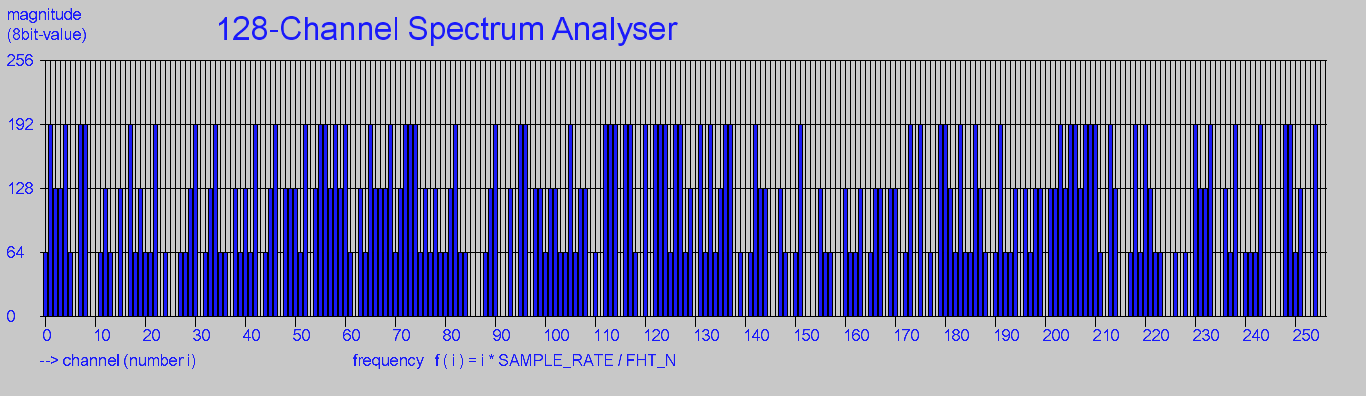 magnitude
(8bit-value)
128-Channel Spectrum Analyser
256
192
128
64
0
0 10 20 30 40 50 60 70 80 90 100 110 120 130 140 150 160 170 180 190 200 210 220 230 240 250
--> channel (number i)
frequency f ( i ) = i * SAMPLE_RATE / FHT_N